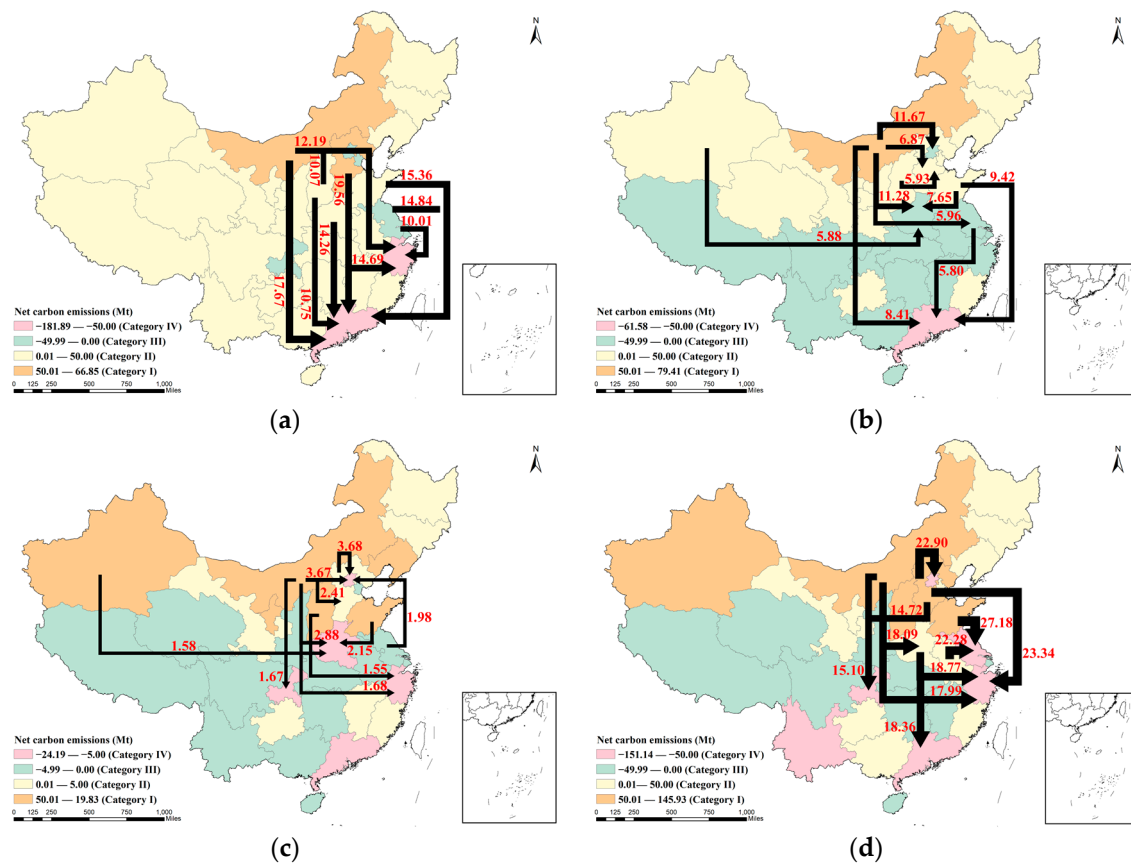 N
12.19
10.07
19.56
15.36
14.84
10.01
14.26
14.69
17.67
10.75
Net carbon emissions (Mt)
−181.89 — −50.00 (Category IV)
−49.99 — 0.00 (Category III)
0.01 — 50.00 (Category II)
50.01 — 66.85 (Category I)
0 125 250 500 750 1,000
Miles
(a)
N
11.67
6.87
5.93
9.42
11.28
7.65
5.96
5.88
5.80
8.41
Net carbon emissions (Mt)
−61.58 — −50.00 (Category IV)
−49.99 — 0.00 (Category III)
0.01 — 50.00 (Category II)
50.01 — 79.41 (Category I)
0 125 250 500 750 1,000
Miles
(b)
N
3.68
3.67
2.41
1.98
2.88
2.15
1.58
1.55
1.67
1.68
Net carbon emissions (Mt)
−24.19 — −5.00 (Category IV)
−4.99 — 0.00 (Category III)
0.01 — 5.00 (Category II)
50.01 — 19.83 (Category I)
0 125 250 500 750 1,000
Miles
(c)
N
22.90
14.72
27.18
18.09
22.28
23.34
15.10
18.77
17.99
18.36
Net carbon emissions (Mt)
−151.14 — −50.00 (Category IV)
−49.99 — 0.00 (Category III)
0.01— 50.00 (Category II)
50.01 — 145.93 (Category I)
0 125 250 500 750 1,000
Miles
(d)